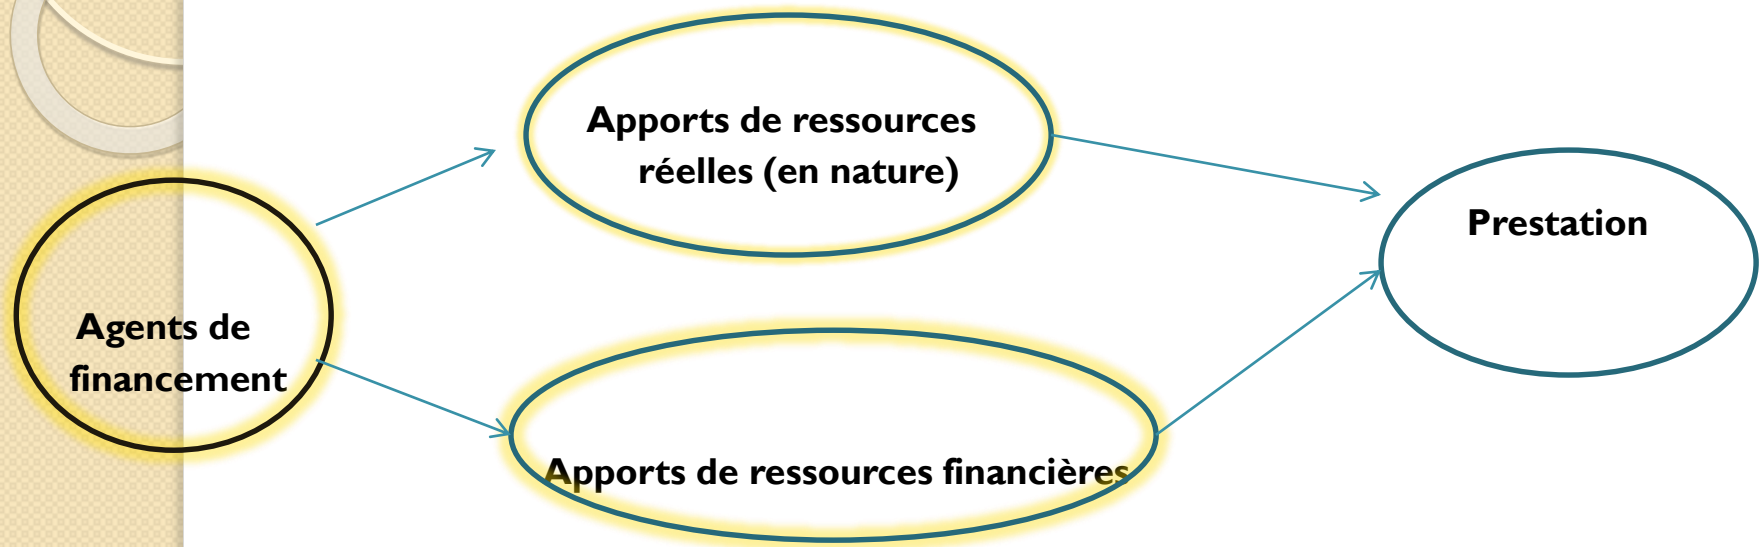 Apports de ressources
réelles (en nature)
Prestation
Agents de
financement
Apports de ressources financières